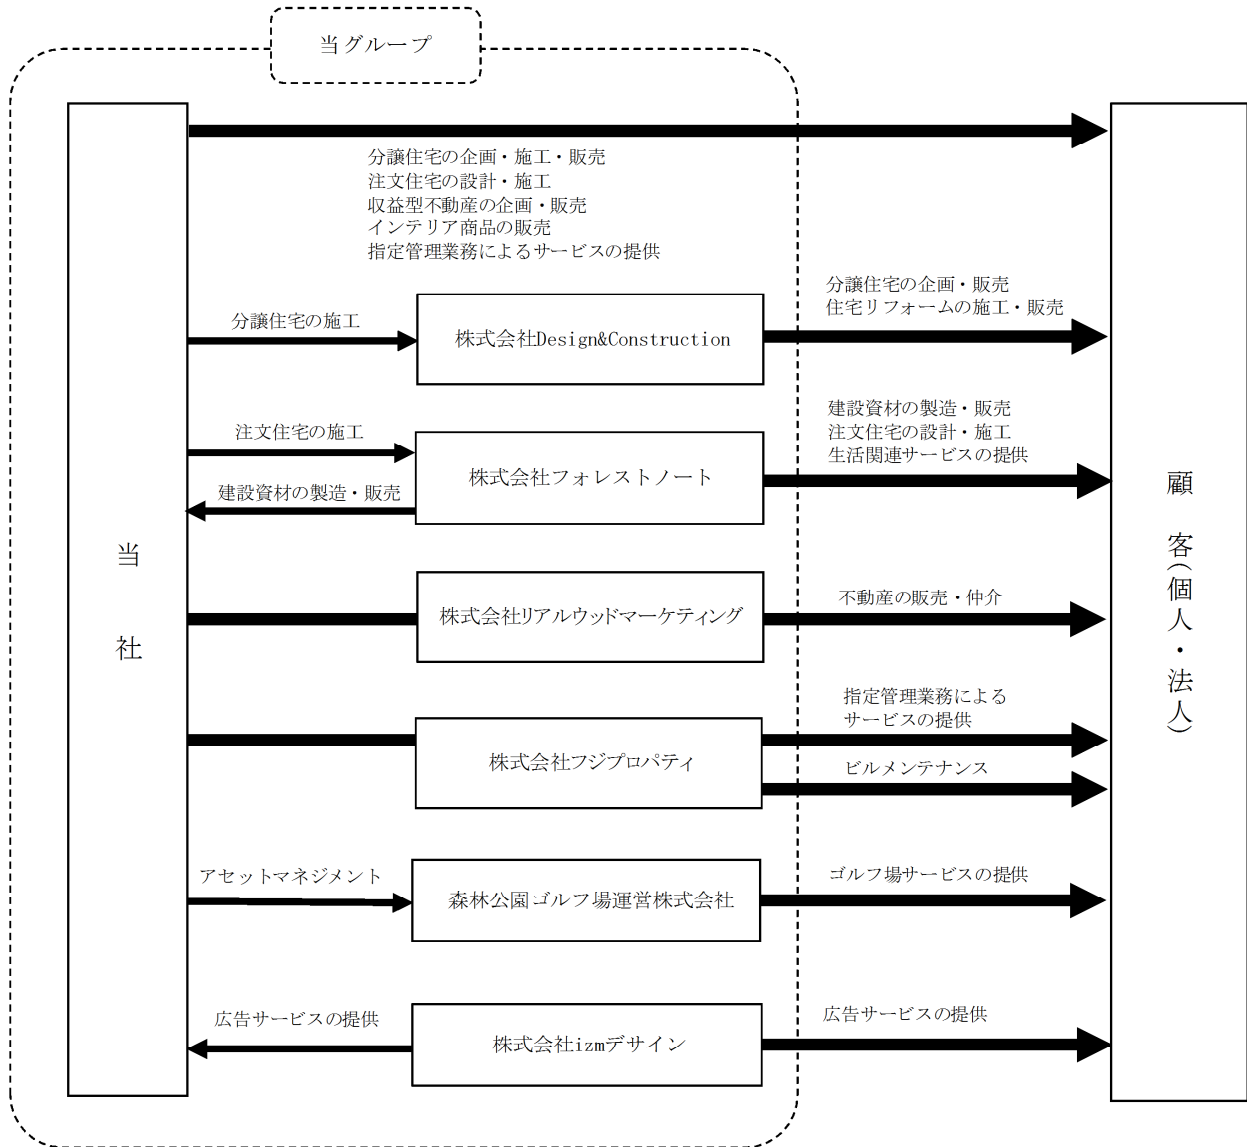 当グループ
分譲住宅の企画・施工・販売
注文住宅の設計・施工
収益型不動産の企画・販売
インテリア商品の販売
指定管理業務によるサービスの提供
分譲住宅の施工
株式会社Design&Construction
分譲住宅の企画・販売
住宅リフォームの施工・販売
注文住宅の施工
建設資材の製造・販売
株式会社フォレストノート
建設資材の製造・販売
注文住宅の設計・施工
生活関連サービスの提供
当社
株式会社リアルウッドマーケティング
不動産の販売・仲介
顧客(個人・法人)
株式会社フジプロパティ
指定管理業務による
サービスの提供
ビルメンテナンス
アセットマネジメント
森林公園ゴルフ場運営株式会社
ゴルフ場サービスの提供
広告サービスの提供
株式会社izmデザイン
広告サービスの提供